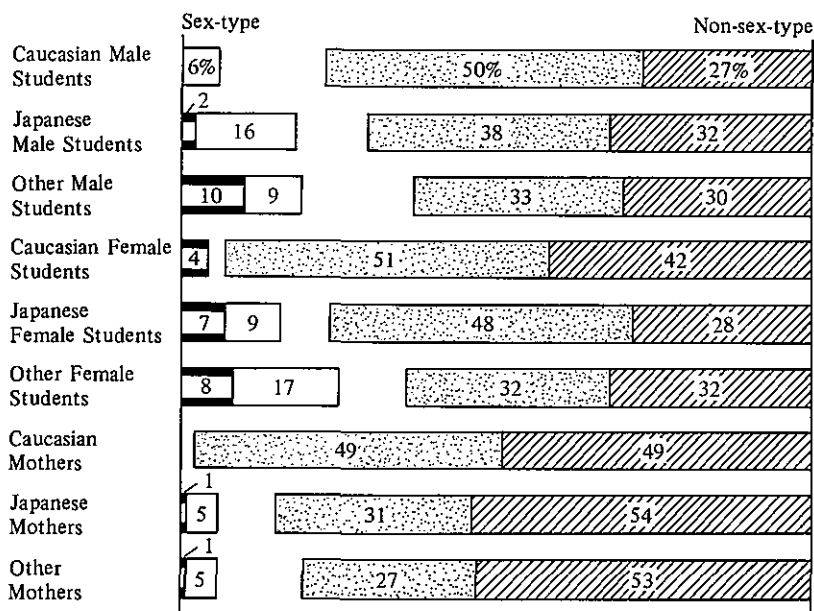 Sex-type Non-sex-type
Caucasian Male
Students
6% 50% 27%
2
Japanese
Male Students
16 38 32
Other Male
Students
10 9 33 30
Caucasian Female
Students
4 51 42
Japanese
Female Students
7 9 48 28
Other Female
Students
8 17 32 32
Caucasian
Mothers
49 49
1
Japanese
Mothers
5 31 54
1
Other
Mothers
5 27 53